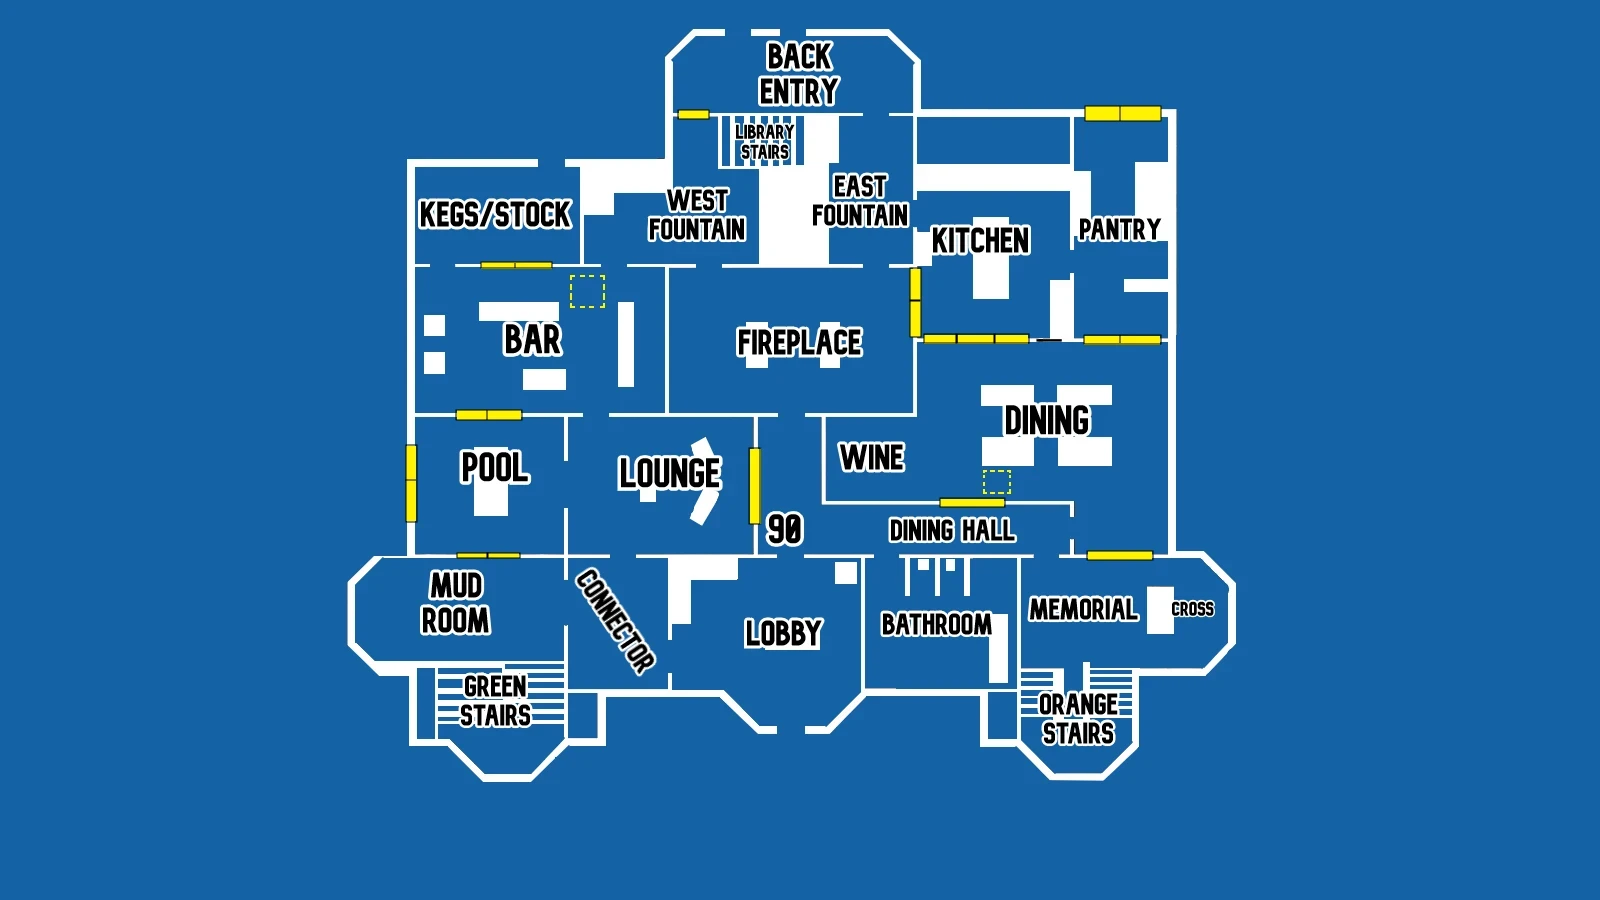 BACK
ENTRY
LIBRARY
STAIRS
KEGS/STOCK
WEST
FOUNTAIN
EAST
FOUNTAIN
KITCHEN
PANTRY
BAR
FIREPLACE
DINING
POOL
LOUNGE
WINE
90
DINING HALL
MUD
ROOM
CONNECTOR
LOBBY
BATHROOM
MEMORIAL
CROSS
GREEN
STAIRS
ORANGE
STAIRS